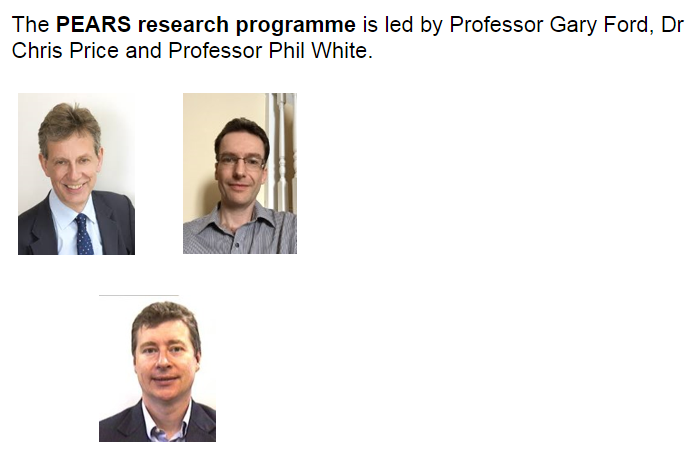 The PEARS research programme is led by Professor Gary Ford, Dr
Chris Price and Professor Phil White.